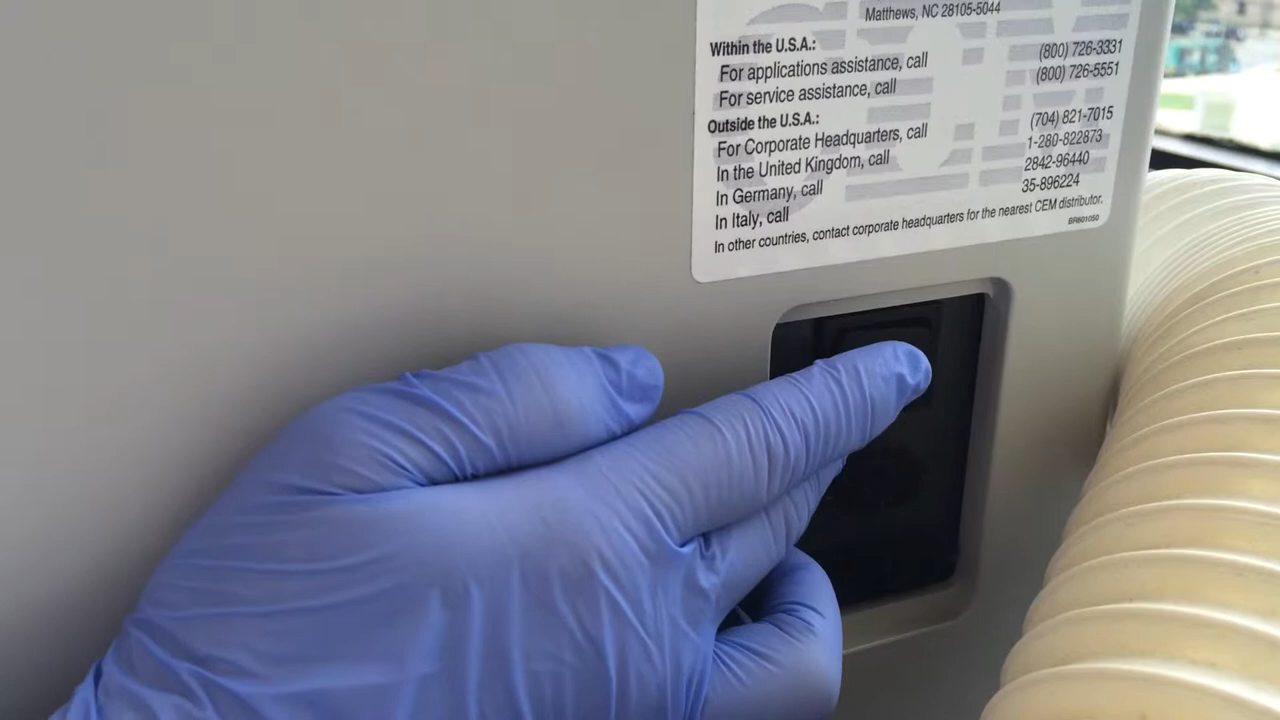 Matthews, NC 28105-5044
Within the U.S.A.:
For applications assistance, call (800) 726-3331
For service assistance, call (800) 726-5551
Outside the U.S.A.:
For Corporate Headquarters, call (704) 821-7015
In the United Kingdom, call 1-280-822873
In Germany, call 2842-96440
In Italy, call 35-896224
In other countries, contact corporate headquarters for the nearest CEM distributor.
BR601050